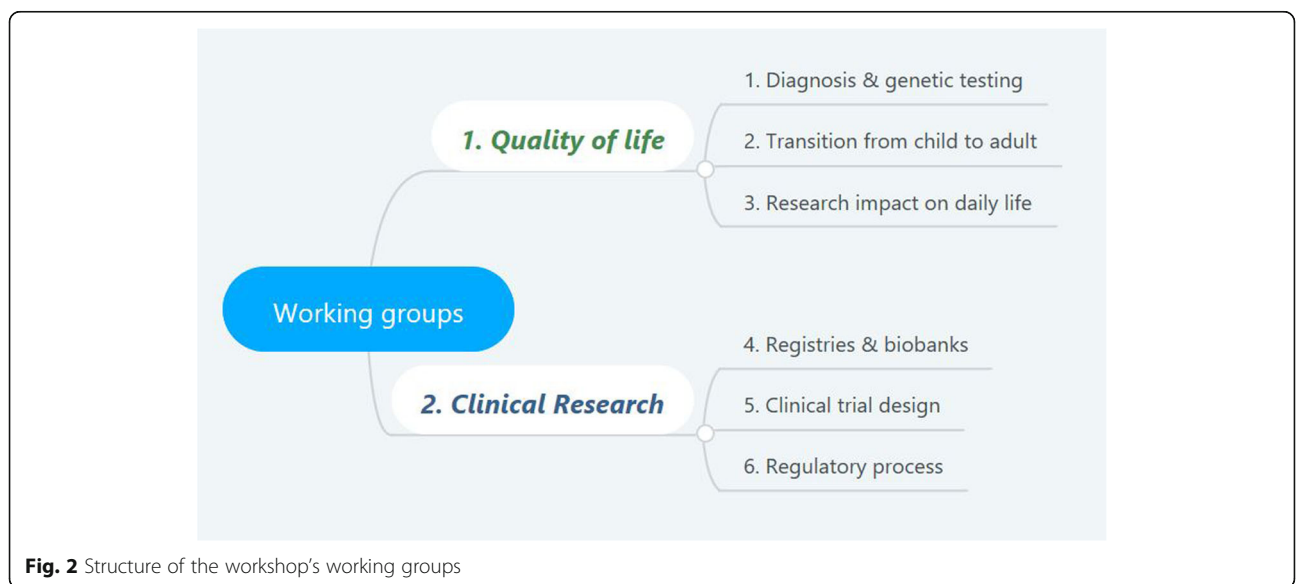 Working groups
1. Quality of life
1. Diagnosis & genetic testing
2. Transition from child to adult
3. Research impact on daily life
2. Clinical Research
4. Registries & biobanks
5. Clinical trial design
6. Regulatory process
Fig. 2 Structure of the workshop's working groups